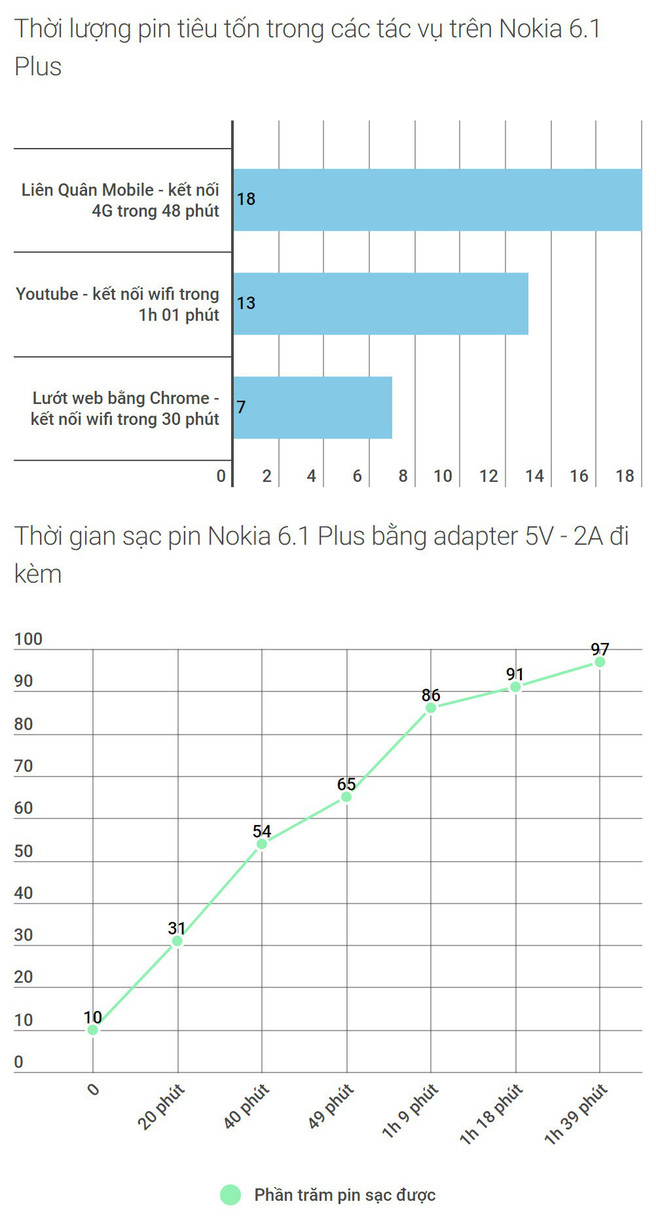 Thời lượng pin tiêu tốn trong các tác vụ trên Nokia 6.1
Plus
Liên Quân Mobile - kết nối
4G trong 48 phút
18
Youtube - kết nối wifi trong
1h 01 phút
13
Lướt web bằng Chrome -
kết nối wifi trong 30 phút
7
0 2 4 6 8 10 12 14 16 18
Thời gian sạc pin Nokia 6.1 Plus bằng adapter 5V - 2A đi
kèm
100
97
90
91
86
80
70
65
60
54
50
40
30
31
20
10
10
0
0 20 phút 40 phút 49 phút 1h 9 phút 1h 18 phút 1h 39 phút
Phần trăm pin sạc được